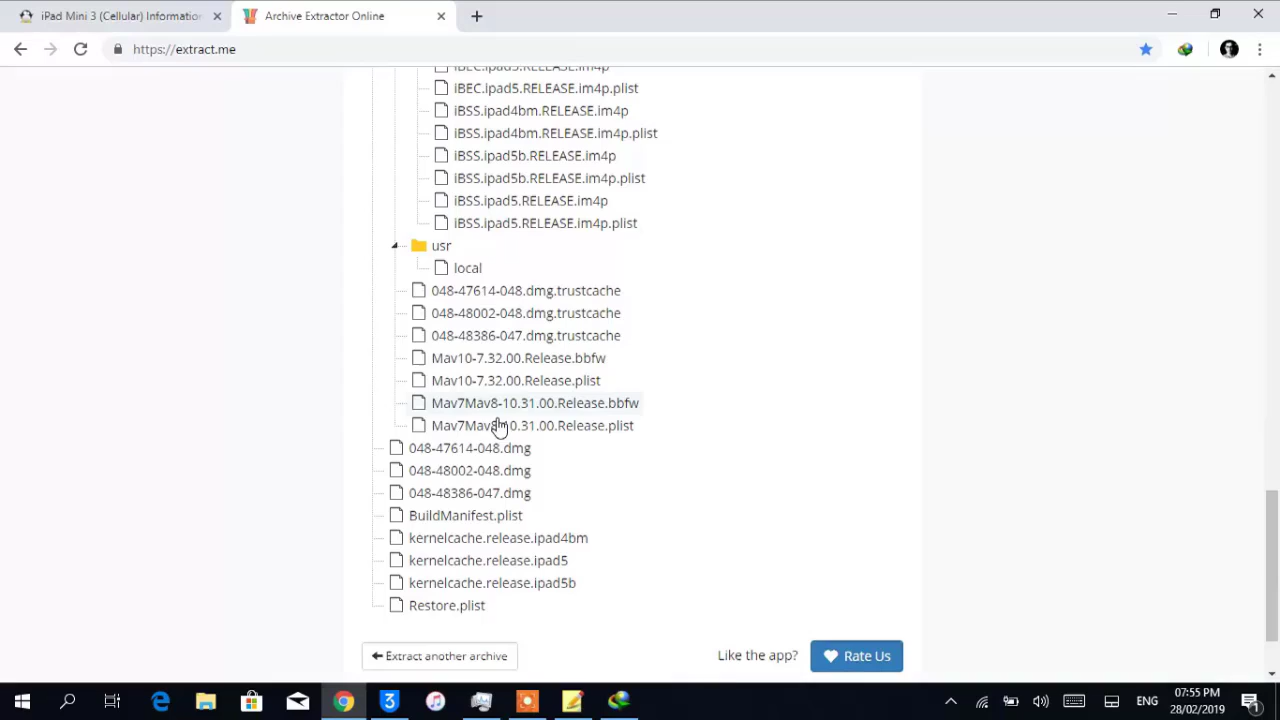 iPad Mini 3 (Cellular) Information
Archive Extractor Online
https://extract.me
iBEC.ipad5.RELEASE.im4p
iBEC.ipad5.RELEASE.im4p.plist
iBSS.ipad4bm.RELEASE.im4p
iBSS.ipad4bm.RELEASE.im4p.plist
iBSS.ipad5b.RELEASE.im4p
iBSS.ipad5b.RELEASE.im4p.plist
iBSS.ipad5.RELEASE.im4p
iBSS.ipad5.RELEASE.im4p.plist
usr
local
048-47614-048.dmg.trustcache
048-48002-048.dmg.trustcache
048-48386-047.dmg.trustcache
Mav10-7.32.00.Release.bbfw
Mav10-7.32.00.Release.plist
Mav7Mav8-10.31.00.Release.bbfw
Mav7Mav8-10.31.00.Release.plist
048-47614-048.dmg
048-48002-048.dmg
048-48386-047.dmg
BuildManifest.plist
kernelcache.release.ipad4bm
kernelcache.release.ipad5
kernelcache.release.ipad5b
Restore.plist
Extract another archive
Like the app?
Rate Us
ENG
07:55 PM
28/02/2019